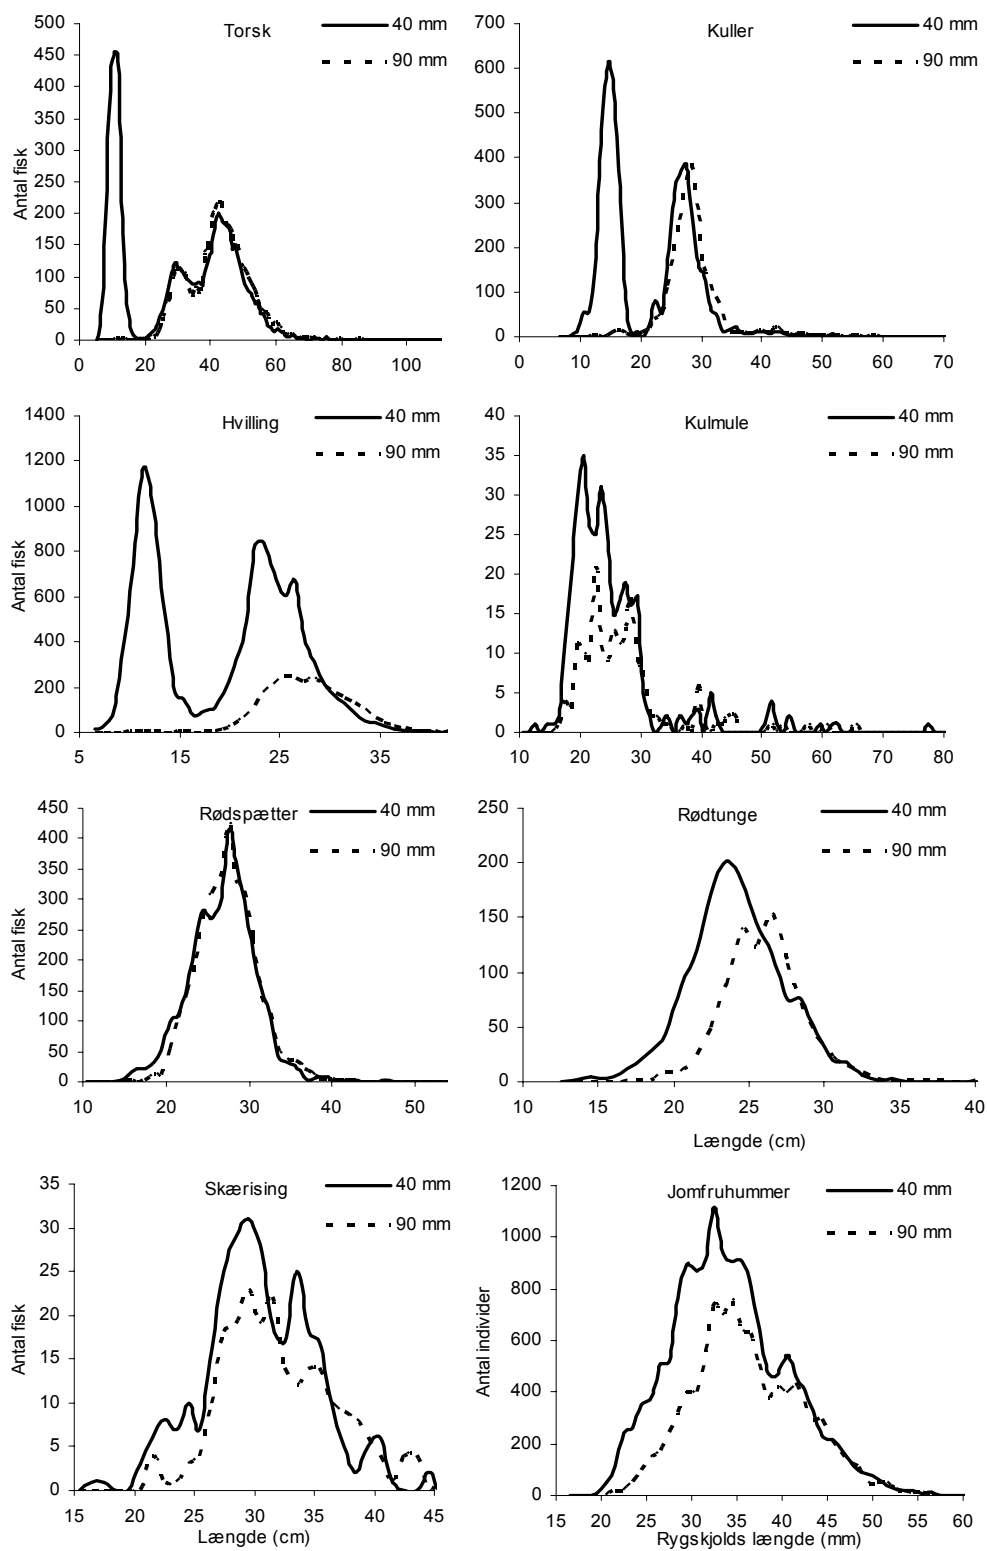 Torsk
40 mm
90 mm
Antal fisk
500
450
400
350
300
250
200
150
100
50
0
0 20 40 60 80 100
Kuller
40 mm
90 mm
700
600
500
400
300
200
100
0
0 10 20 30 40 50 60 70
Hvilling
40 mm
90 mm
Antal fisk
1400
1200
1000
800
600
400
200
0
5 15 25 35
Kulmule
40 mm
90 mm
40
35
30
25
20
15
10
5
0
10 20 30 40 50 60 70 80
Rødspætter
40 mm
90 mm
Antal fisk
450
400
350
300
250
200
150
100
50
0
10 20 30 40 50
Rødtunge
40 mm
90 mm
250
200
150
100
50
0
10 15 20 25 30 35 40
Længde (cm)
Skærising
40 mm
90 mm
Antal fisk
35
30
25
20
15
10
5
0
15 20 25 30 35 40 45
Længde (cm)
Jomfruhummer
40 mm
90 mm
Antal individer
1200
1000
800
600
400
200
0
15 20 25 30 35 40 45 50 55 60
Rygskjolds længde (mm)